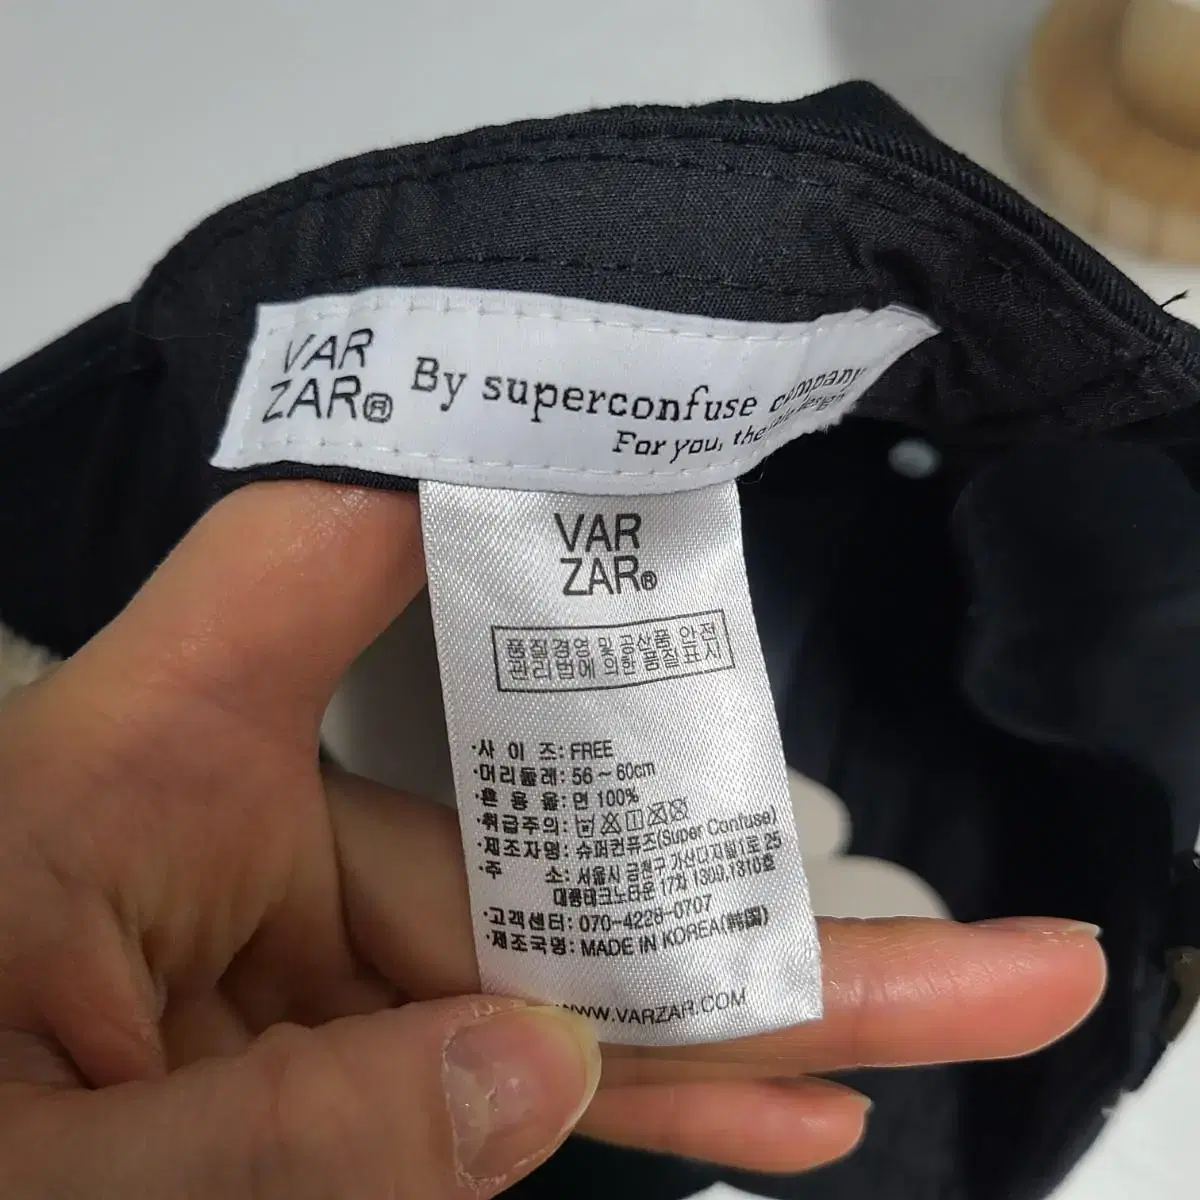 VAR
ZAR®
By superconfuse company
For you, the design
VAR
ZAR®
품질경영 및 공산품 안전
관리법에 의한 품질표시
·사 이 즈: FREE
·머리둘레: 56 ~ 60cm
·혼 용 율: 면 100%
·취급주의:
·제조자명: 슈퍼컨퓨즈(Super Confuse)
·주 소: 서울시 금천구 가산디지털1로 25
대륭테크노타운 17차 1309,1310호
·고객센터: 070-4228-0707
·제조국명: MADE IN KOREA(韓國)
WWW.VARZAR.COM